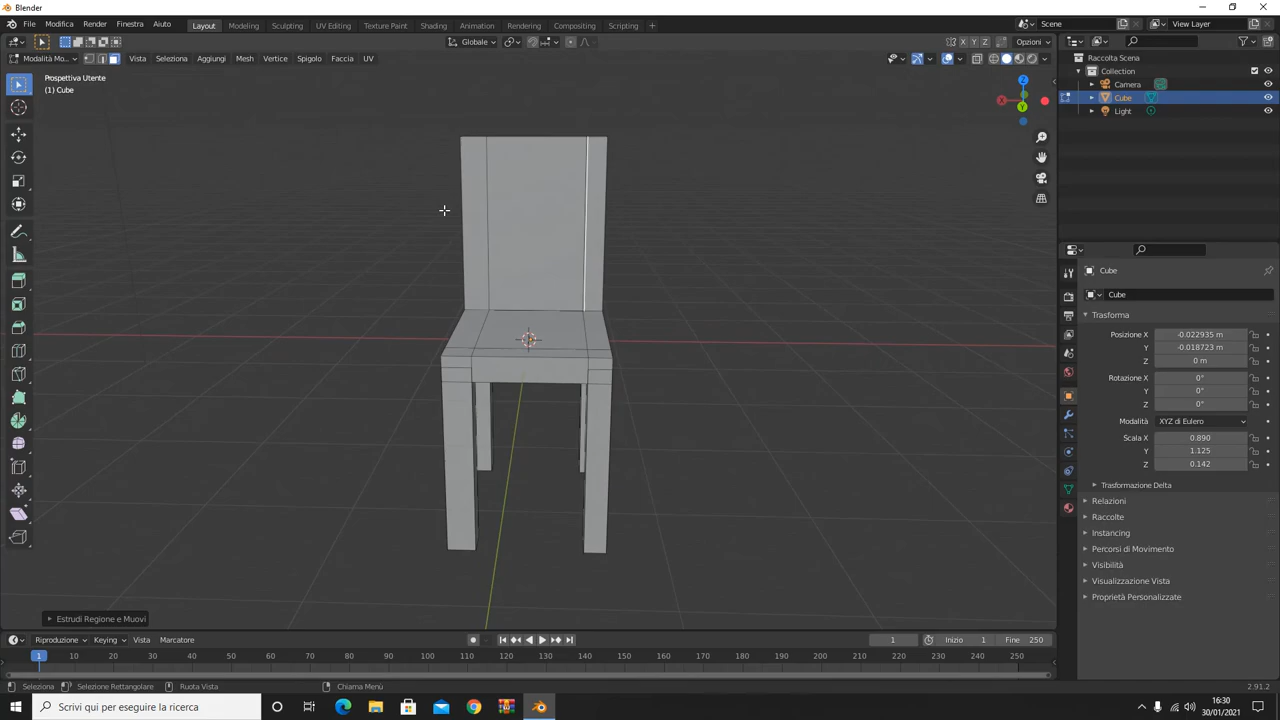 Blender
File Modifica Render Finestra Aiuto Layout Modeling Sculpting UV Editing Texture Paint Shading Animation Rendering Compositing Scripting + Scene View Layer
Globale X Y Z Opzioni
Modalità Mo... Vista Seleziona Aggiungi Mesh Vertice Spigolo Faccia UV
Prospettiva Utente
(1) Cube
Z
X
Y
Raccolta Scena
Collection
Camera
Cube
Light
Cube
Cube
Trasforma
Posizione X -0.022935 m
Y -0.018723 m
Z 0 m
Rotazione X 0°
Y 0°
Z 0°
Modalità XYZ di Eulero
Scala X 0.890
Y 1.125
Z 0.142
Trasformazione Delta
Relazioni
Raccolte
Instancing
Percorsi di Movimento
Visibilità
Visualizzazione Vista
Proprietà Personalizzate
Estrudi Regione e Muovi
Riproduzione Keying Vista Marcatore 1 Inizio 1 Fine 250
1 10 20 30 40 50 60 70 80 90 100 110 120 130 140 150 160 170 180 190 200 210 220 230 240 250
Seleziona Selezione Rettangolare Ruota Vista Chiama Menù 2.91.2
Scrivi qui per eseguire la ricerca
16:30
30/01/2021